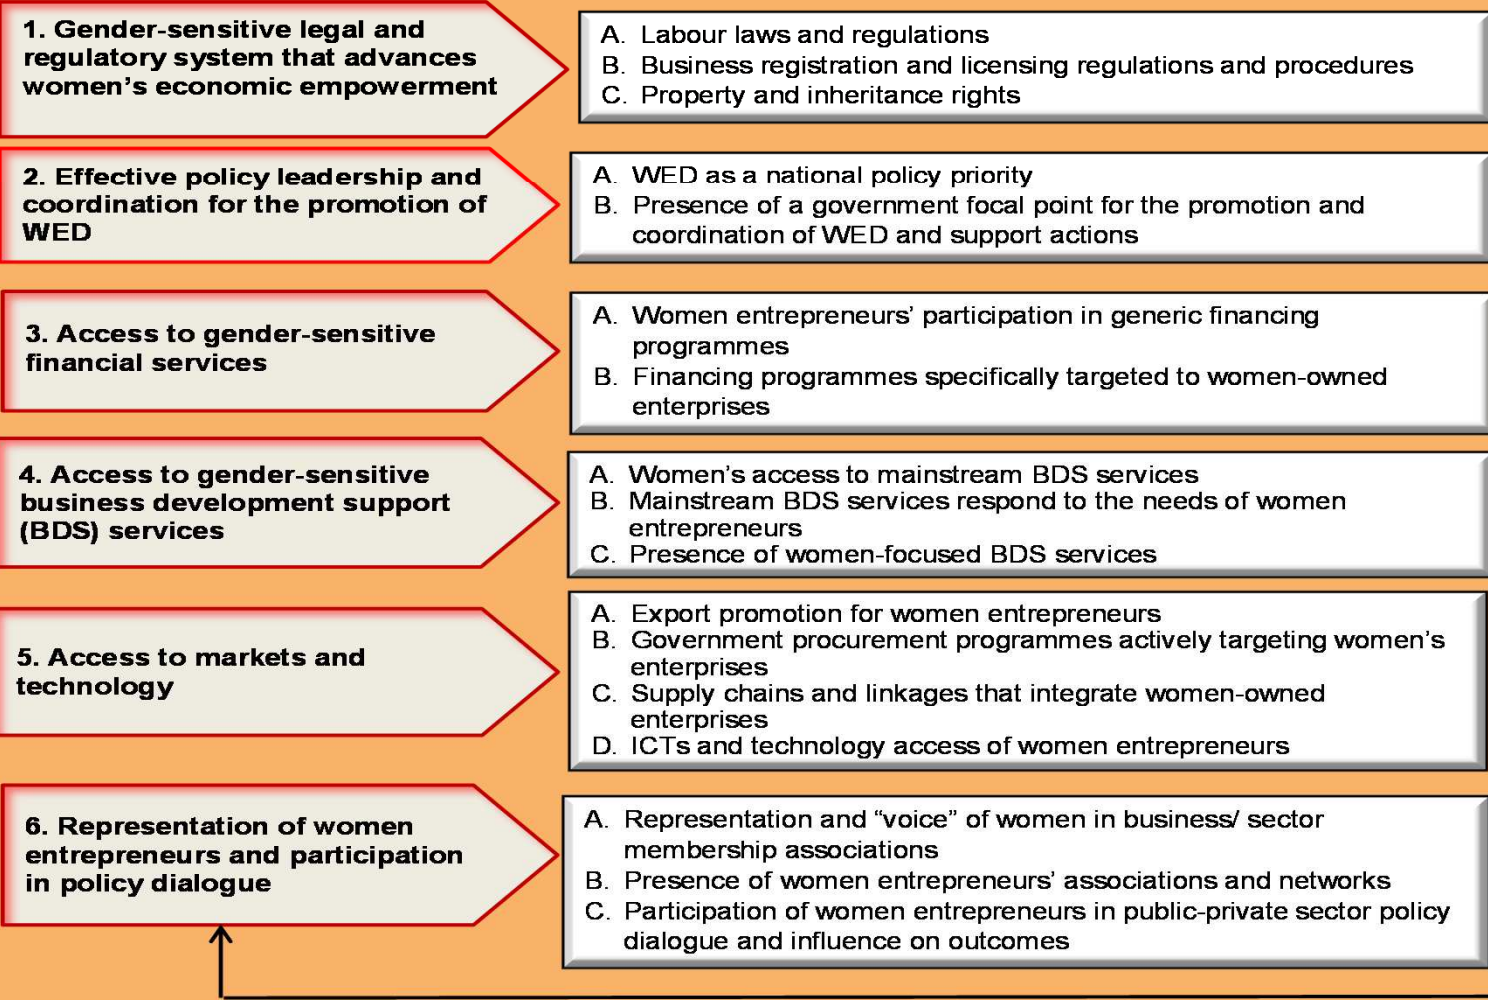 1. Gender-sensitive legal and
regulatory system that advances
women's economic empowerment
A. Labour laws and regulations
B. Business registration and licensing regulations and procedures
C. Property and inheritance rights
2. Effective policy leadership and
coordination for the promotion of
WED
A. WED as a national policy priority
B. Presence of a government focal point for the promotion and
coordination of WED and support actions
3. Access to gender-sensitive
financial services
A. Women entrepreneurs' participation in generic financing
programmes
B. Financing programmes specifically targeted to women-owned
enterprises
4. Access to gender-sensitive
business development support
(BDS) services
A. Women's access to mainstream BDS services
B. Mainstream BDS services respond to the needs of women
entrepreneurs
C. Presence of women-focused BDS services
5. Access to markets and
technology
A. Export promotion for women entrepreneurs
B. Government procurement programmes actively targeting women's
enterprises
C. Supply chains and linkages that integrate women-owned
enterprises
D. ICTs and technology access of women entrepreneurs
6. Representation of women
entrepreneurs and participation
in policy dialogue
A. Representation and “voice” of women in business/ sector
membership associations
B. Presence of women entrepreneurs' associations and networks
C. Participation of women entrepreneurs in public-private sector policy
dialogue and influence on outcomes